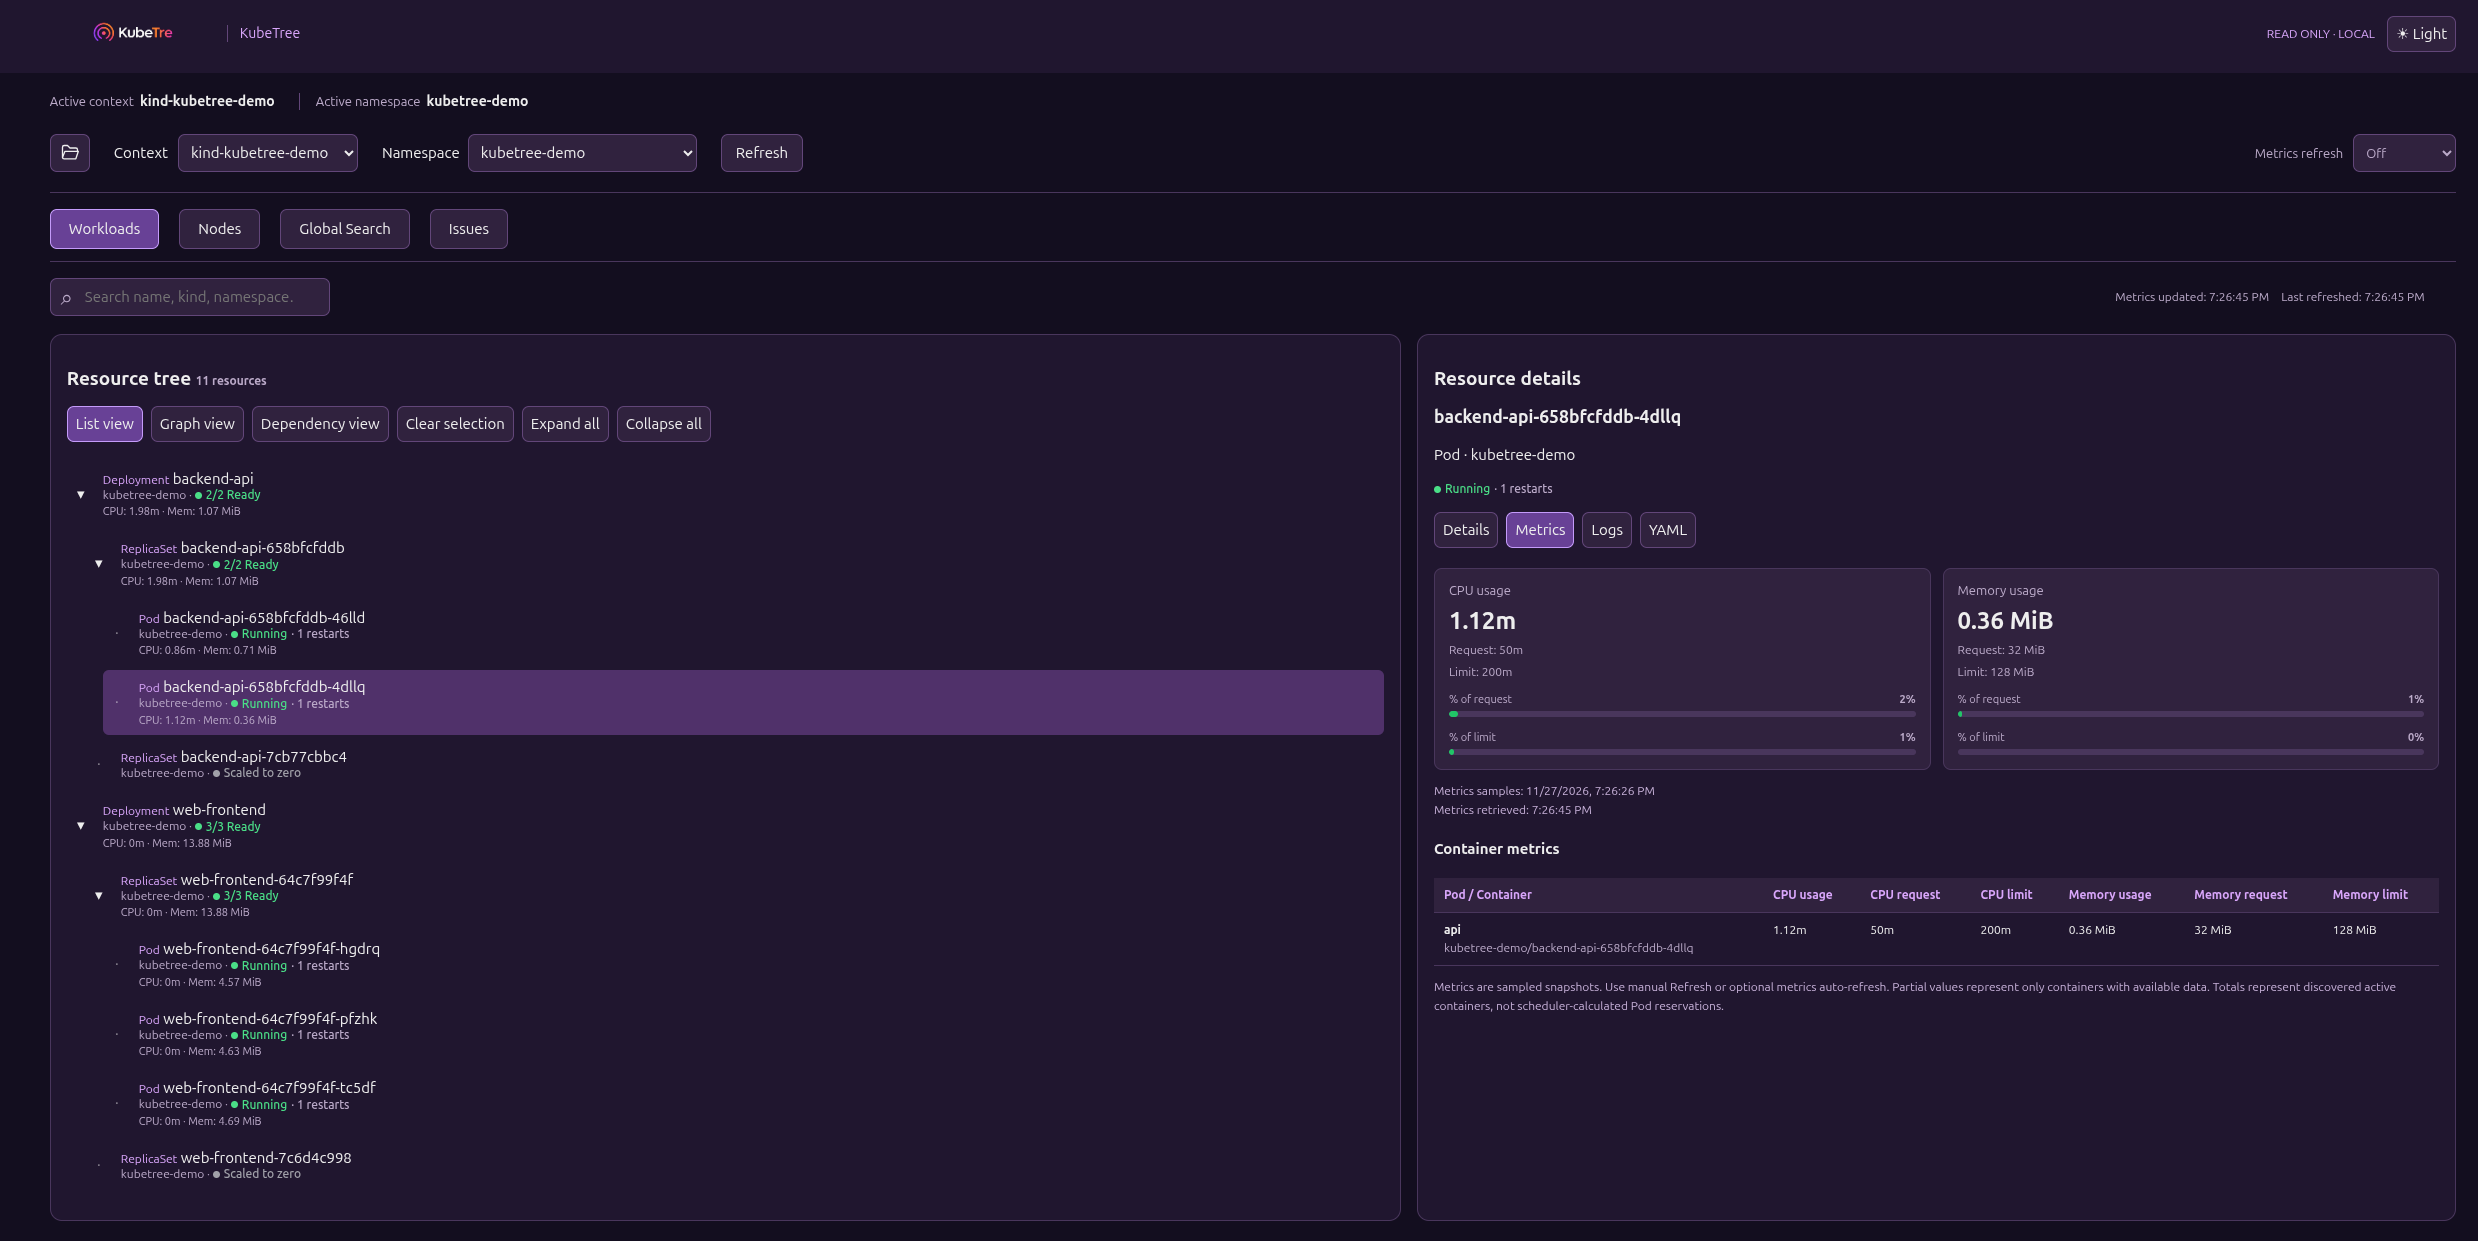 KubeTre
KubeTree
READ ONLY · LOCAL
☀ Light
Active context kind-kubetree-demo
Active namespace kubetree-demo
Context
kind-kubetree-demo
Namespace
kubetree-demo
Refresh
Metrics refresh
Off
Workloads
Nodes
Global Search
Issues
Search name, kind, namespace.
Metrics updated: 7:26:45 PM
Last refreshed: 7:26:45 PM
Resource tree 11 resources
List view
Graph view
Dependency view
Clear selection
Expand all
Collapse all
Deployment backend-api
kubetree-demo · ● 2/2 Ready
CPU: 1.98m · Mem: 1.07 MiB
ReplicaSet backend-api-658bfcfddb
kubetree-demo · ● 2/2 Ready
CPU: 1.98m · Mem: 1.07 MiB
Pod backend-api-658bfcfddb-46lld
kubetree-demo · ● Running · 1 restarts
CPU: 0.86m · Mem: 0.71 MiB
Pod backend-api-658bfcfddb-4dllq
kubetree-demo · ● Running · 1 restarts
CPU: 1.12m · Mem: 0.36 MiB
ReplicaSet backend-api-7cb77cbbc4
kubetree-demo · ● Scaled to zero
Deployment web-frontend
kubetree-demo · ● 3/3 Ready
CPU: 0m · Mem: 13.88 MiB
ReplicaSet web-frontend-64c7f99f4f
kubetree-demo · ● 3/3 Ready
CPU: 0m · Mem: 13.88 MiB
Pod web-frontend-64c7f99f4f-hgdrq
kubetree-demo · ● Running · 1 restarts
CPU: 0m · Mem: 4.57 MiB
Pod web-frontend-64c7f99f4f-pfzhk
kubetree-demo · ● Running · 1 restarts
CPU: 0m · Mem: 4.63 MiB
Pod web-frontend-64c7f99f4f-tc5df
kubetree-demo · ● Running · 1 restarts
CPU: 0m · Mem: 4.69 MiB
ReplicaSet web-frontend-7c6d4c998
kubetree-demo · ● Scaled to zero
Resource details
backend-api-658bfcfddb-4dllq
Pod · kubetree-demo
● Running · 1 restarts
Details
Metrics
Logs
YAML
CPU usage
1.12m
Request: 50m
Limit: 200m
% of request 2%
% of limit 1%
Memory usage
0.36 MiB
Request: 32 MiB
Limit: 128 MiB
% of request 1%
% of limit 0%
Metrics samples: 11/27/2026, 7:26:26 PM
Metrics retrieved: 7:26:45 PM
Container metrics
Pod / Container CPU usage CPU request CPU limit Memory usage Memory request Memory limit
api 1.12m 50m 200m 0.36 MiB 32 MiB 128 MiB
kubetree-demo/backend-api-658bfcfddb-4dllq
Metrics are sampled snapshots. Use manual Refresh or optional metrics auto-refresh. Partial values represent only containers with available data. Totals represent discovered active
containers, not scheduler-calculated Pod reservations.